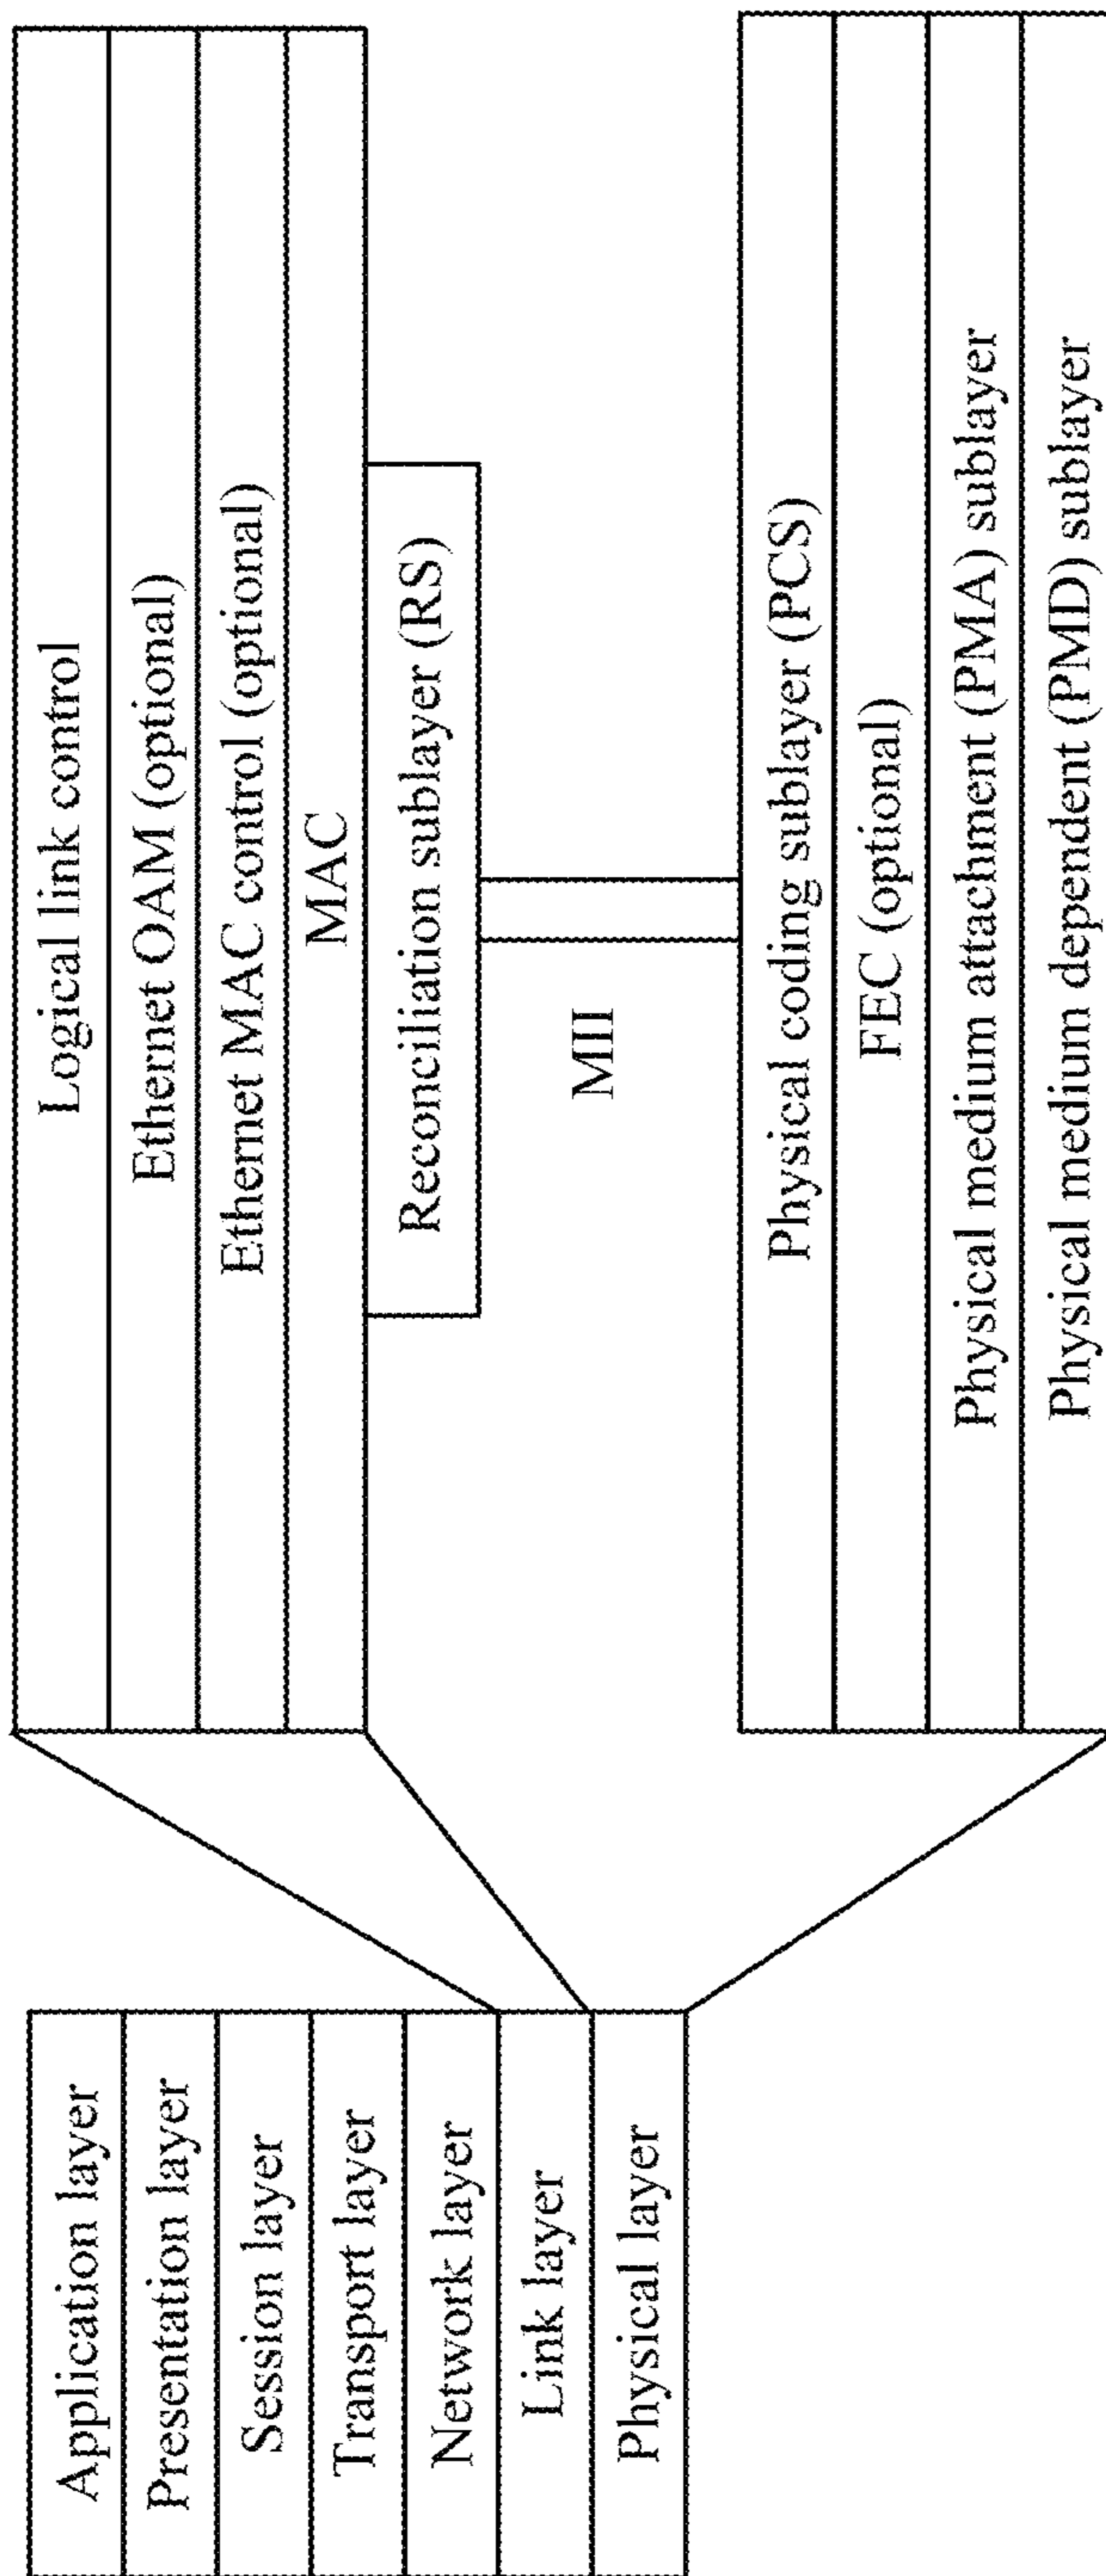 Application layer
Presentation layer
Session layer
Transport layer
Network layer
Link layer
Physical layer
Logical link control
Ethernet OAM (optional)
Ethernet MAC control (optional)
MAC
Reconciliation sublayer (RS)
MII
Physical coding sublayer (PCS)
FEC (optional)
Physical medium attachment (PMA) sublayer
Physical medium dependent (PMD) sublayer